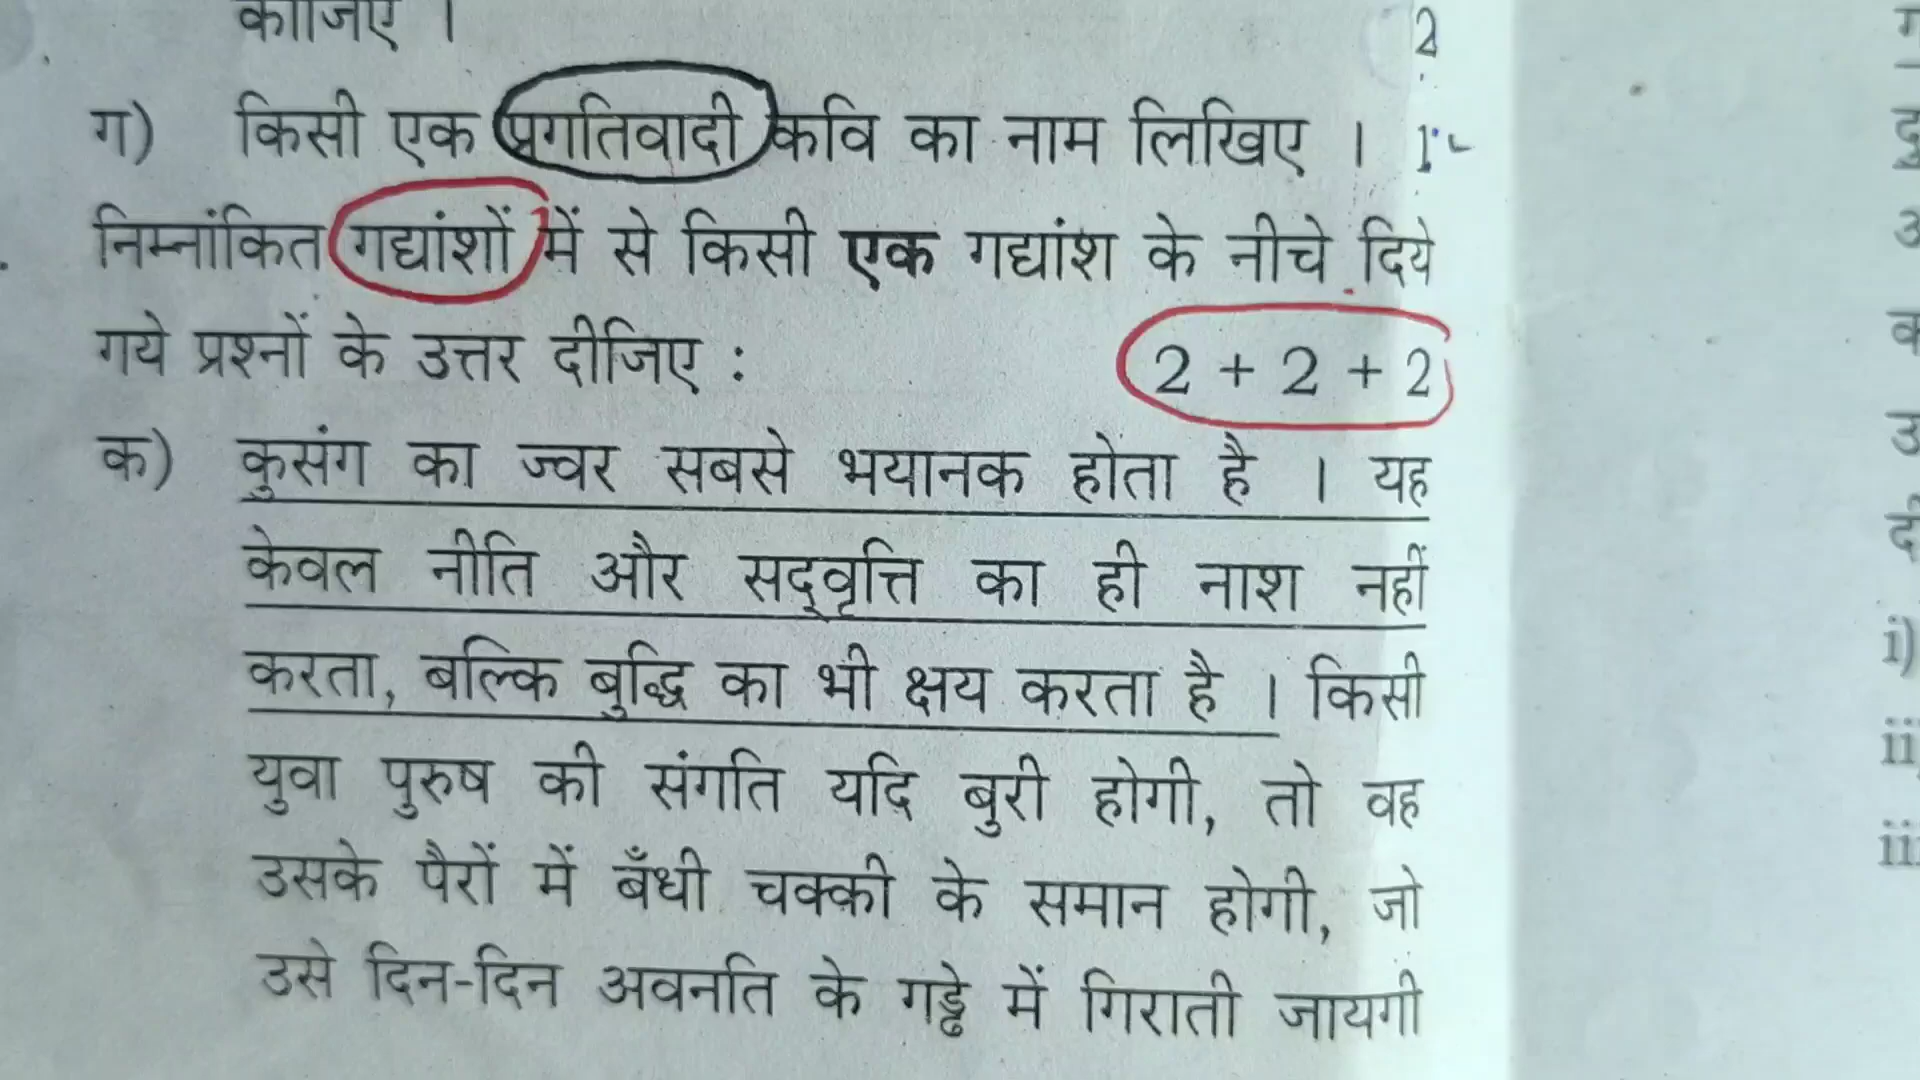 कीजिए ।
2
ग) किसी एक प्रगतिवादी कवि का नाम लिखिए । 1
निम्नांकित गद्यांशों में से किसी एक गद्यांश के नीचे दिये
गये प्रश्नों के उत्तर दीजिए : 2 + 2 + 2
क) कुसंग का ज्वर सबसे भयानक होता है । यह
केवल नीति और सद्वृत्ति का ही नाश नहीं
करता, बल्कि बुद्धि का भी क्षय करता है । किसी
युवा पुरुष की संगति यदि बुरी होगी, तो वह
उसके पैरों में बँधी चक्की के समान होगी, जो
उसे दिन-दिन अवनति के गड्ढे में गिराती जायगी
i)
ii
iii